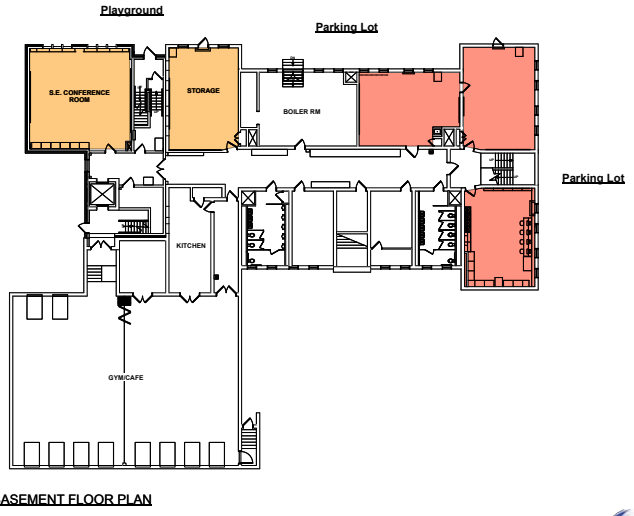 Playground
Parking Lot
S.E. CONFERENCE
ROOM
STORAGE
BOILER RM
Parking Lot
KITCHEN
GYM/CAFE
ASEMENT FLOOR PLAN